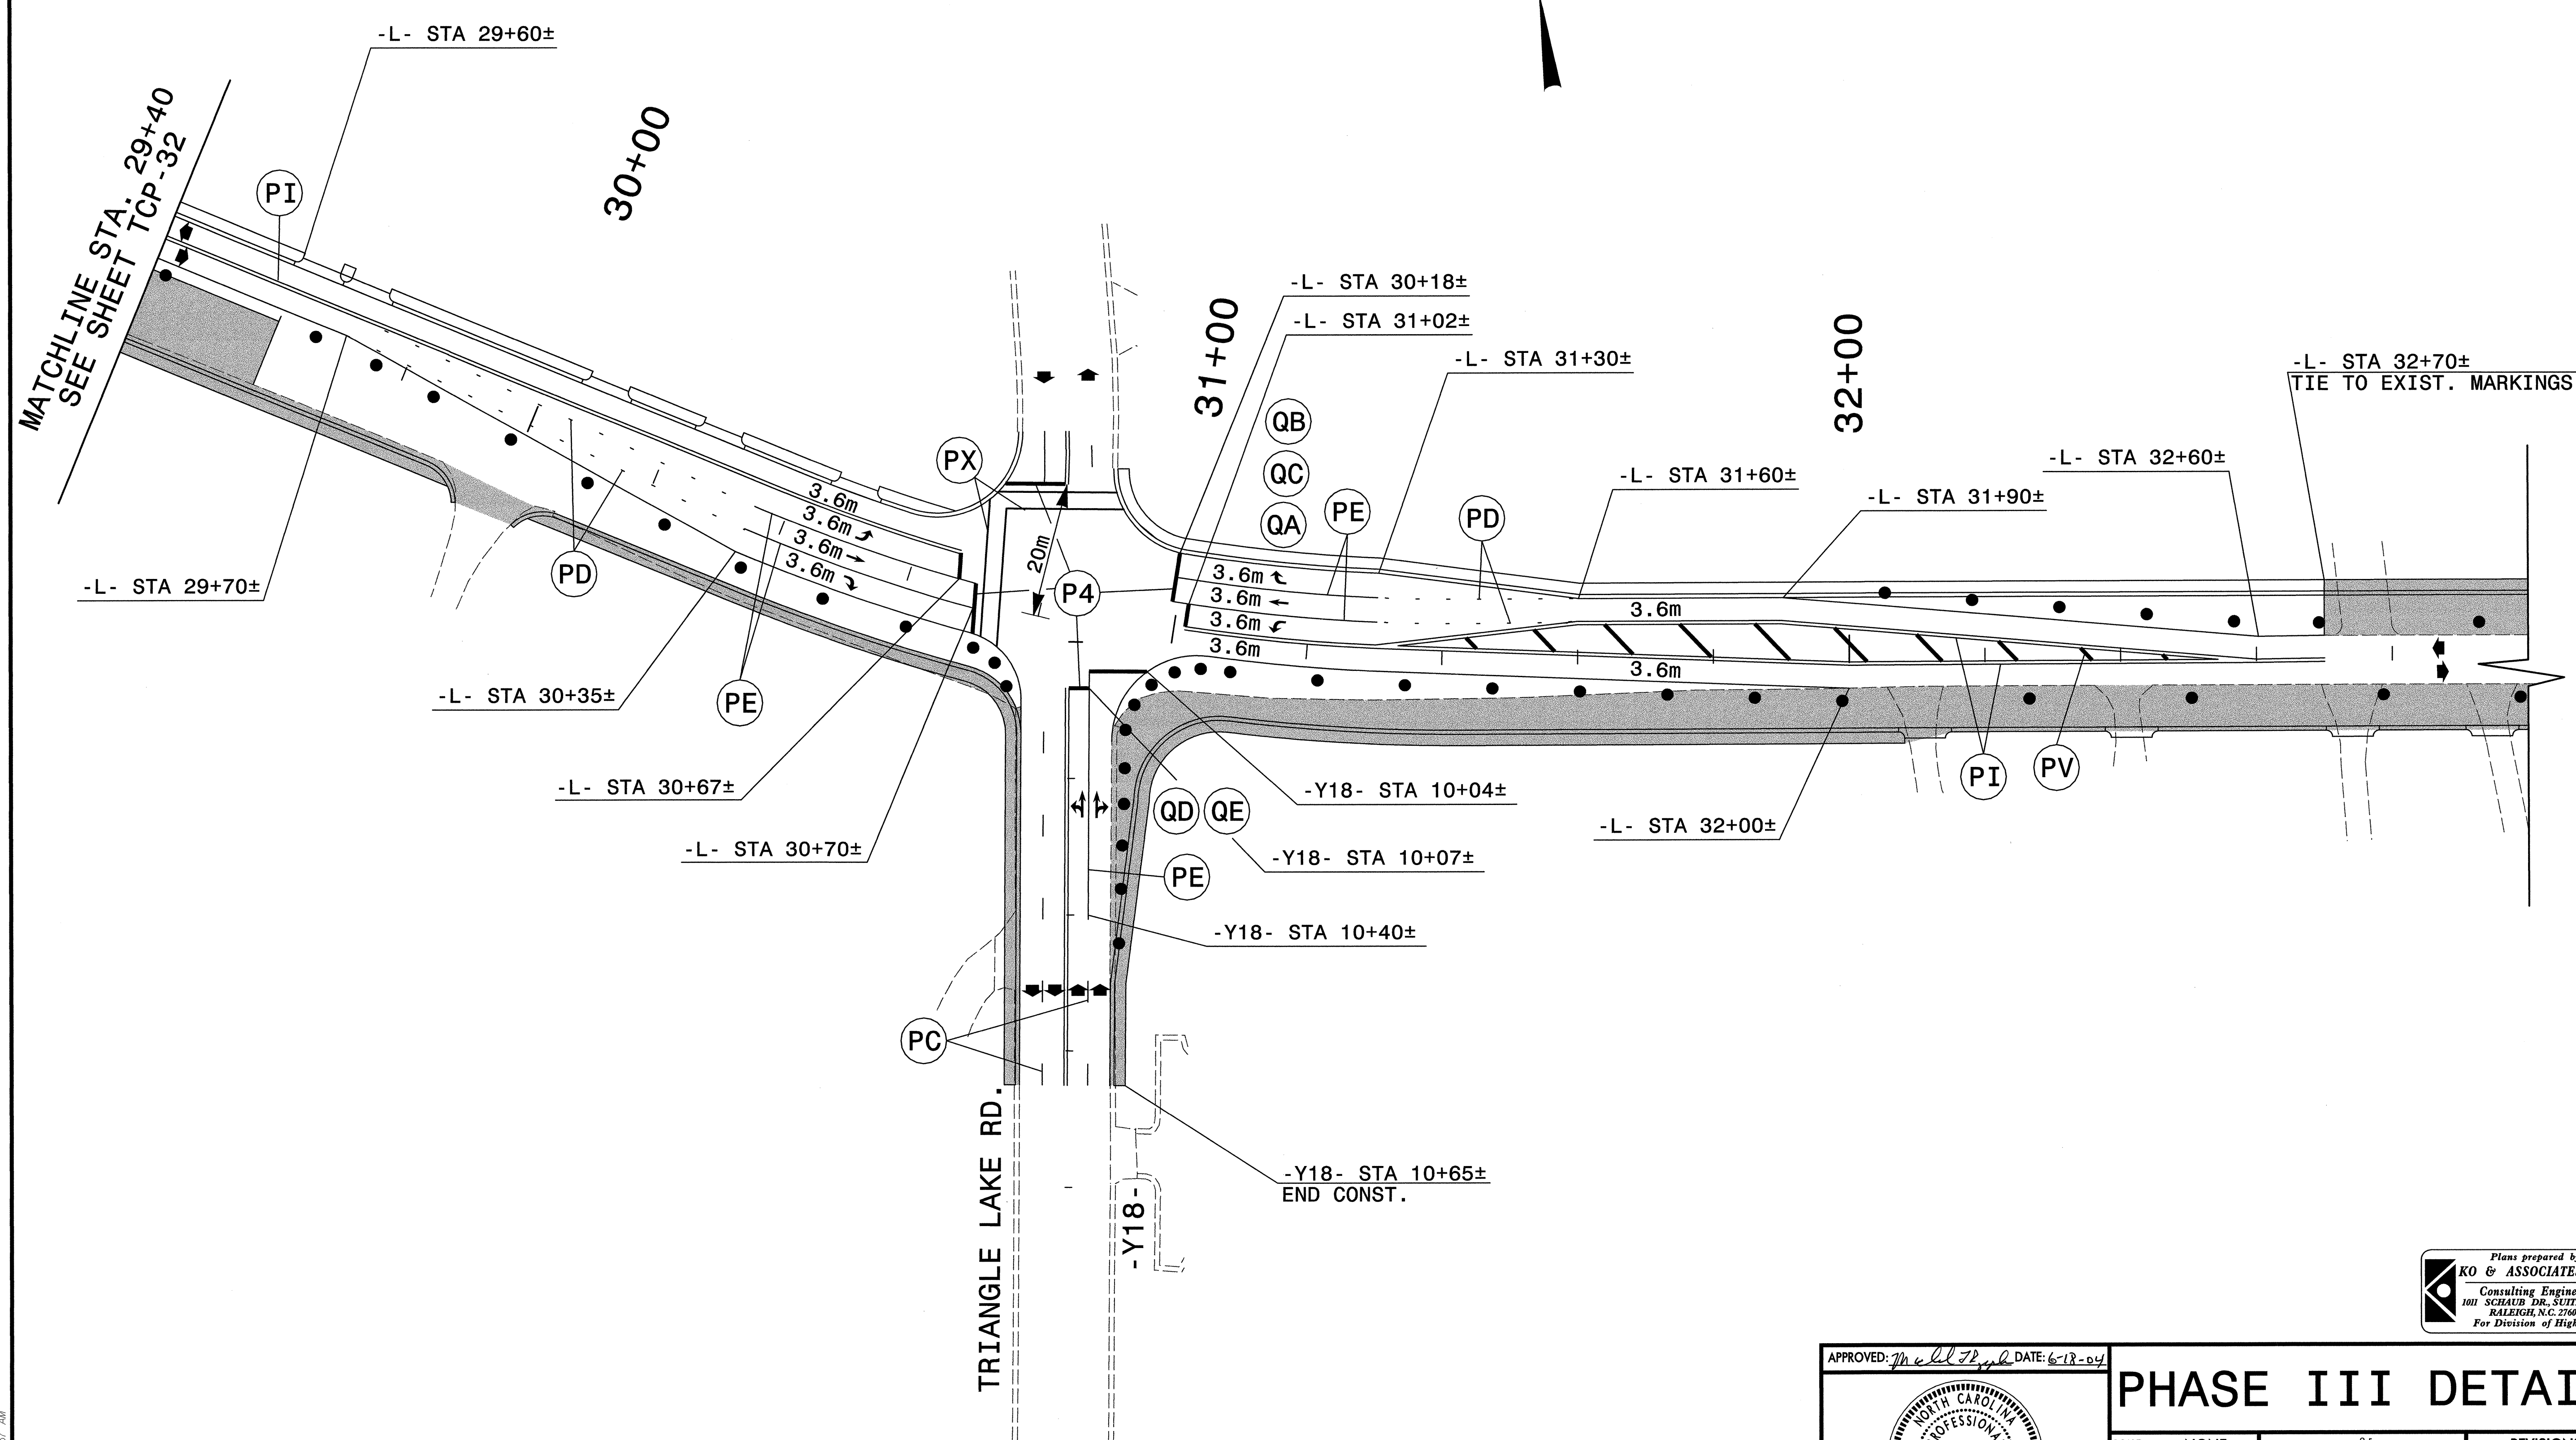 -L- STA 29+60±
MATCHLINE STA. 29+40
SEE SHEET TCP-32
PI
30+00
-L- STA 30+18±
-L- STA 31+02±
31+00
-L- STA 31+30±
32+00
-L- STA 32+70±
TIE TO EXIST. MARKINGS
QB
QC
QA
PE
PD
PX
-L- STA 31+60±
-L- STA 32+60±
-L- STA 31+90±
3.6m
3.6m
3.6m
3.6m
20m
P4
3.6m
3.6m
3.6m
3.6m
3.6m
3.6m
PD
-L- STA 29+70±
-L- STA 30+35±
PE
-L- STA 30+67±
-L- STA 30+70±
QD
QE
-Y18- STA 10+04±
-Y18- STA 10+07±
PE
-Y18- STA 10+40±
-L- STA 32+00±
PI
PV
PC
TRIANGLE LAKE RD.
-Y18-
-Y18- STA 10+65±
END CONST.
Plans prepared
KO & ASSOCIATE
Consulting Engine
1011 SCHAUB DR., SUIT
RALEIGH, N.C. 2760
For Division of High
APPROVED: DATE: 6-18-04
PHASE III DETAI
NORTH CAROLINA
PROFESSIONA
AM